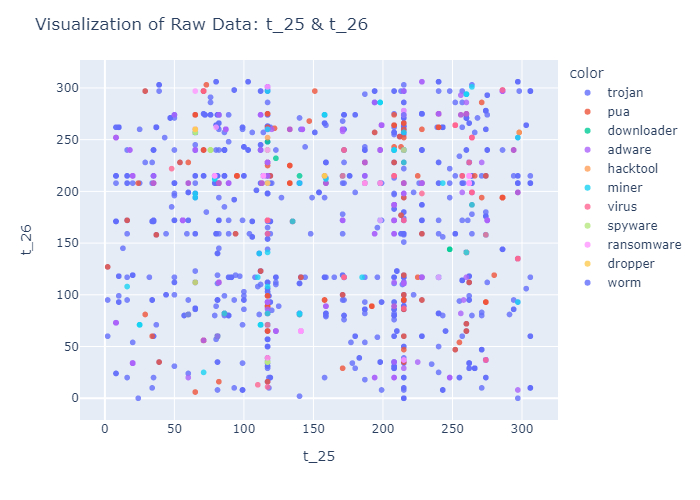 Visualization of Raw Data: t_25 & t_26
color
trojan
pua
downloader
adware
hacktool
miner
virus
spyware
ransomware
dropper
worm
300
250
200
150
100
50
0
t_26
0 50 100 150 200 250 300
t_25